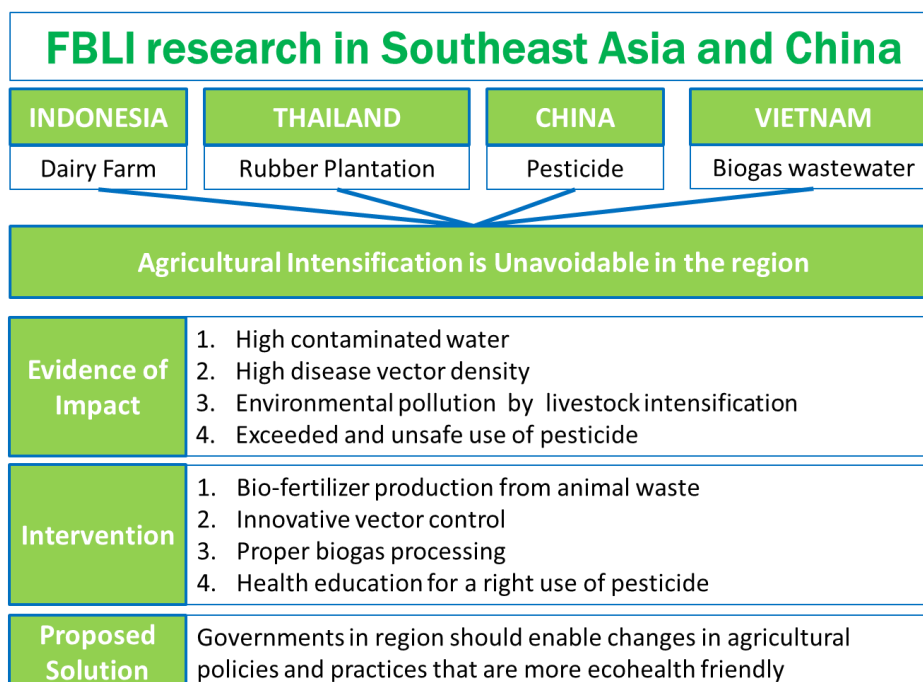 FBLI research in Southeast Asia and China
INDONESIA
THAILAND
CHINA
VIETNAM
Dairy Farm
Rubber Plantation
Pesticide
Biogas wastewater
Agricultural Intensification is Unavoidable in the region
Evidence of
Impact
1. High contaminated water
2. High disease vector density
3. Environmental pollution by livestock intensification
4. Exceeded and unsafe use of pesticide
Intervention
1. Bio-fertilizer production from animal waste
2. Innovative vector control
3. Proper biogas processing
4. Health education for a right use of pesticide
Proposed
Solution
Governments in region should enable changes in agricultural
policies and practices that are more ecohealth friendly